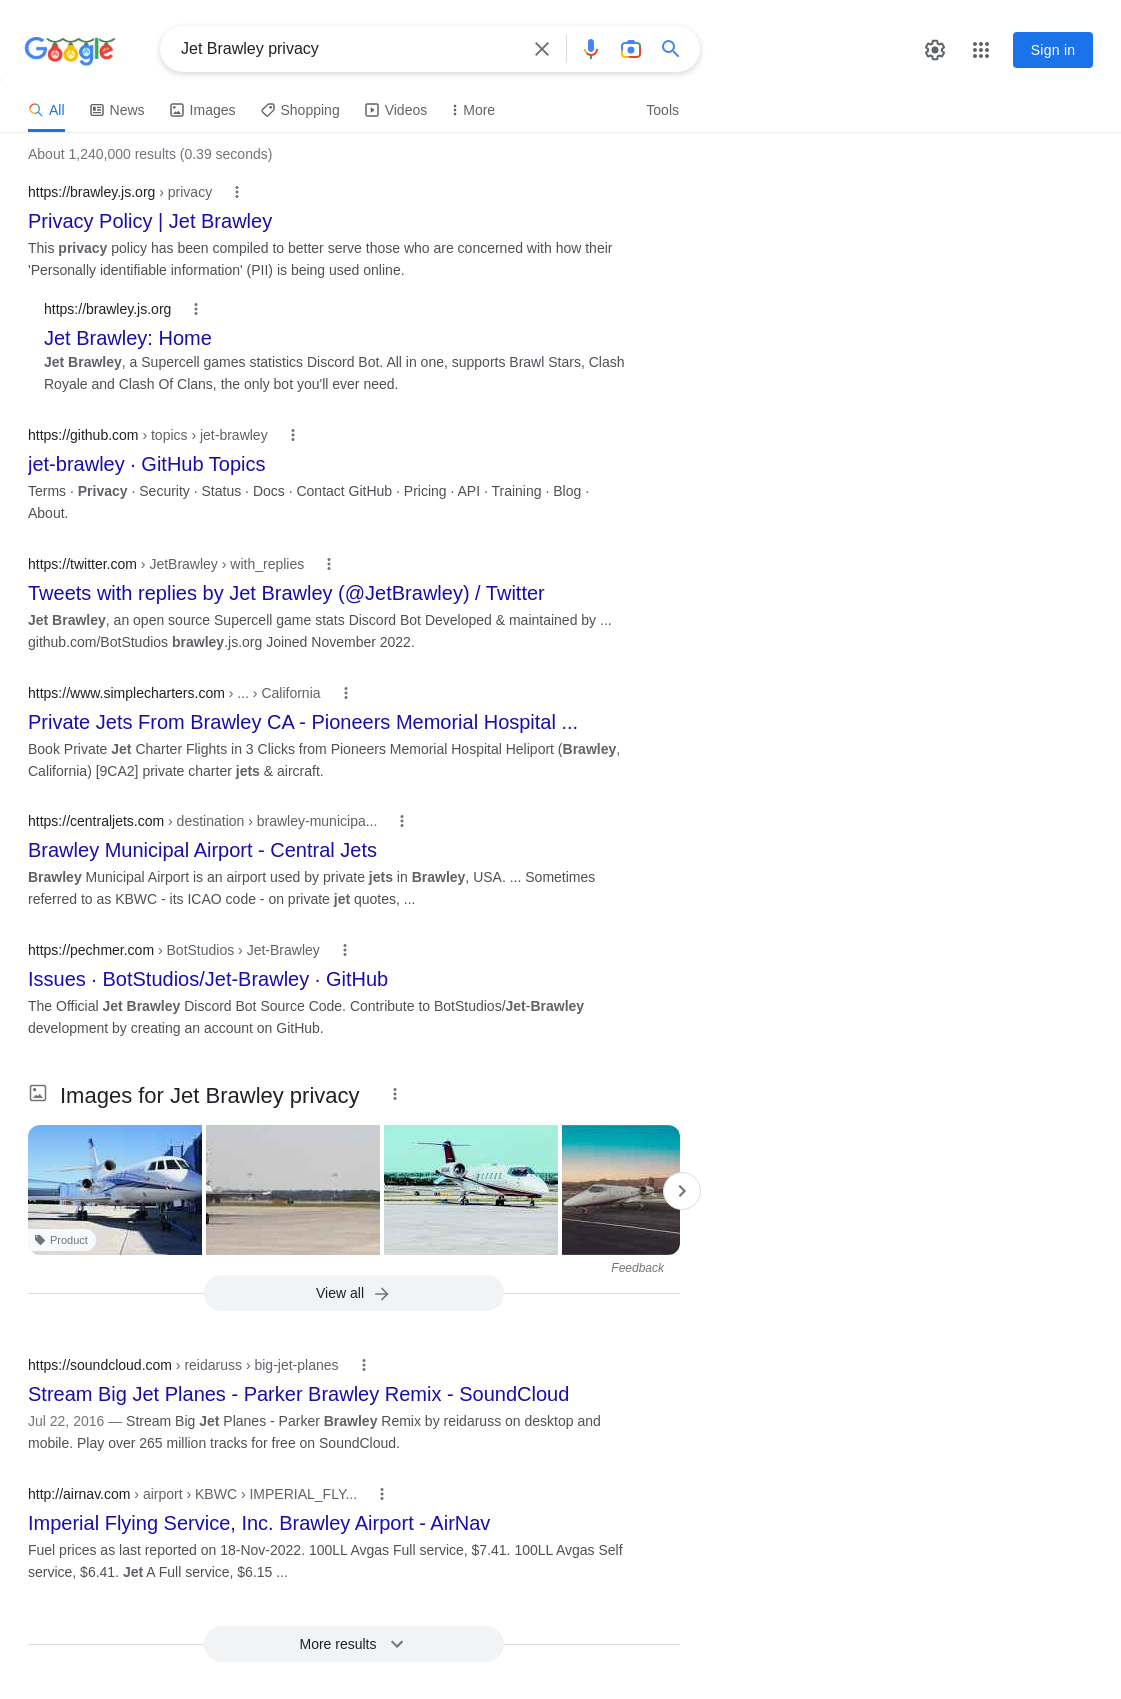 Google
Jet Brawley privacy
Sign in
All
News
Images
Shopping
Videos
More
Tools
About 1,240,000 results (0.39 seconds)
https://brawley.js.org › privacy
Privacy Policy | Jet Brawley
This privacy policy has been compiled to better serve those who are concerned with how their
'Personally identifiable information' (PII) is being used online.
https://brawley.js.org
Jet Brawley: Home
Jet Brawley, a Supercell games statistics Discord Bot. All in one, supports Brawl Stars, Clash
Royale and Clash Of Clans, the only bot you'll ever need.
https://github.com › topics › jet-brawley
jet-brawley · GitHub Topics
Terms · Privacy · Security · Status · Docs · Contact GitHub · Pricing · API · Training · Blog ·
About.
https://twitter.com › JetBrawley › with_replies
Tweets with replies by Jet Brawley (@JetBrawley) / Twitter
Jet Brawley, an open source Supercell game stats Discord Bot Developed & maintained by ...
github.com/BotStudios brawley.js.org Joined November 2022.
https://www.simplecharters.com › ... › California
Private Jets From Brawley CA - Pioneers Memorial Hospital ...
Book Private Jet Charter Flights in 3 Clicks from Pioneers Memorial Hospital Heliport (Brawley,
California) [9CA2] private charter jets & aircraft.
https://centraljets.com › destination › brawley-municipa...
Brawley Municipal Airport - Central Jets
Brawley Municipal Airport is an airport used by private jets in Brawley, USA. ... Sometimes
referred to as KBWC - its ICAO code - on private jet quotes, ...
https://pechmer.com › BotStudios › Jet-Brawley
Issues · BotStudios/Jet-Brawley · GitHub
The Official Jet Brawley Discord Bot Source Code. Contribute to BotStudios/Jet-Brawley
development by creating an account on GitHub.
Images for Jet Brawley privacy
Product
Feedback
View all
https://soundcloud.com › reidaruss › big-jet-planes
Stream Big Jet Planes - Parker Brawley Remix - SoundCloud
Jul 22, 2016 — Stream Big Jet Planes - Parker Brawley Remix by reidaruss on desktop and
mobile. Play over 265 million tracks for free on SoundCloud.
http://airnav.com › airport › KBWC › IMPERIAL_FLY...
Imperial Flying Service, Inc. Brawley Airport - AirNav
Fuel prices as last reported on 18-Nov-2022. 100LL Avgas Full service, $7.41. 100LL Avgas Self
service, $6.41. Jet A Full service, $6.15 ...
More results